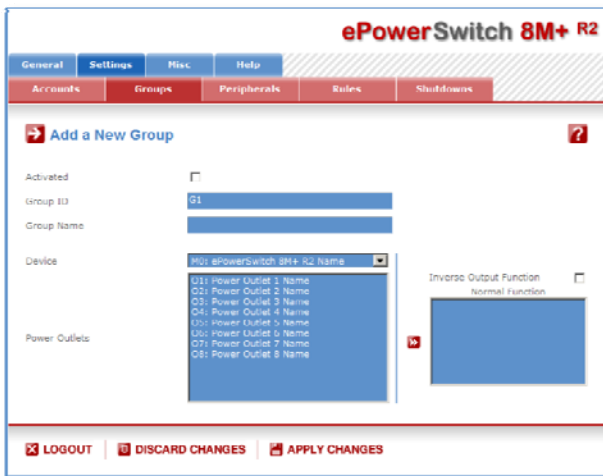 ePowerSwitch 8M+ R2
General Settings Misc Help
Accounts Groups Peripherals Rules Shutdowns
Add a New Group
?
Activated
Group ID G1
Group Name
Device M0: ePowerSwitch 8M+ R2 Name
Inverse Output Function
Normal Function
Power Outlets
O1: Power Outlet 1 Name
O2: Power Outlet 2 Name
O3: Power Outlet 3 Name
O4: Power Outlet 4 Name
O5: Power Outlet 5 Name
O6: Power Outlet 6 Name
O7: Power Outlet 7 Name
O8: Power Outlet 8 Name
LOGOUT DISCARD CHANGES APPLY CHANGES